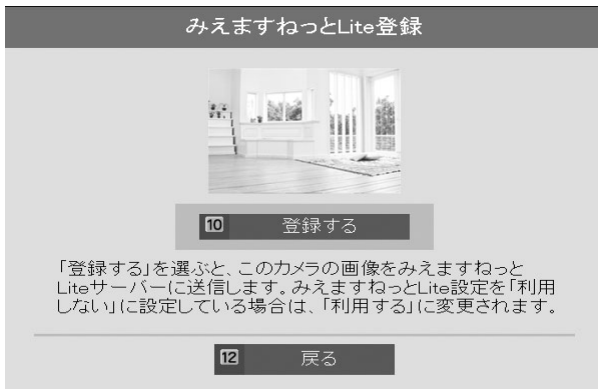 みえますねっとLite登録
10 登録する
「登録する」を選ぶと、このカメラの画像をみえますねっと
Liteサーバーに送信します。みえますねっとLite設定を「利用
しない」に設定している場合は、「利用する」に変更されます。
12 戻る